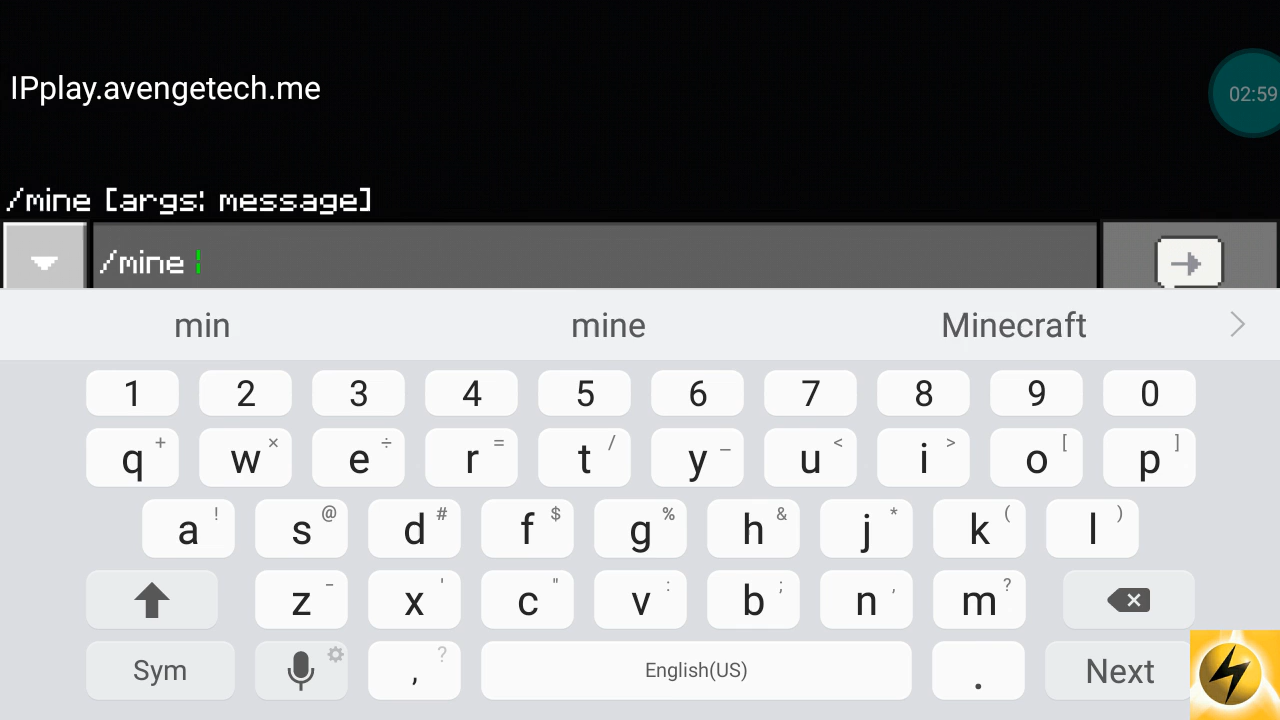 IPplay.avengetech.me
02:59
/mine [args: message]
/mine
min mine Minecraft
1 2 3 4 5 6 7 8 9 0
q + w × e ÷ r = t / y _ u < i > o [ p ]
a ! s @ d # f $ g % h & j * k ( l )
z - x ' c " v : b ; n , m ?
Sym , ? English(US) . Next